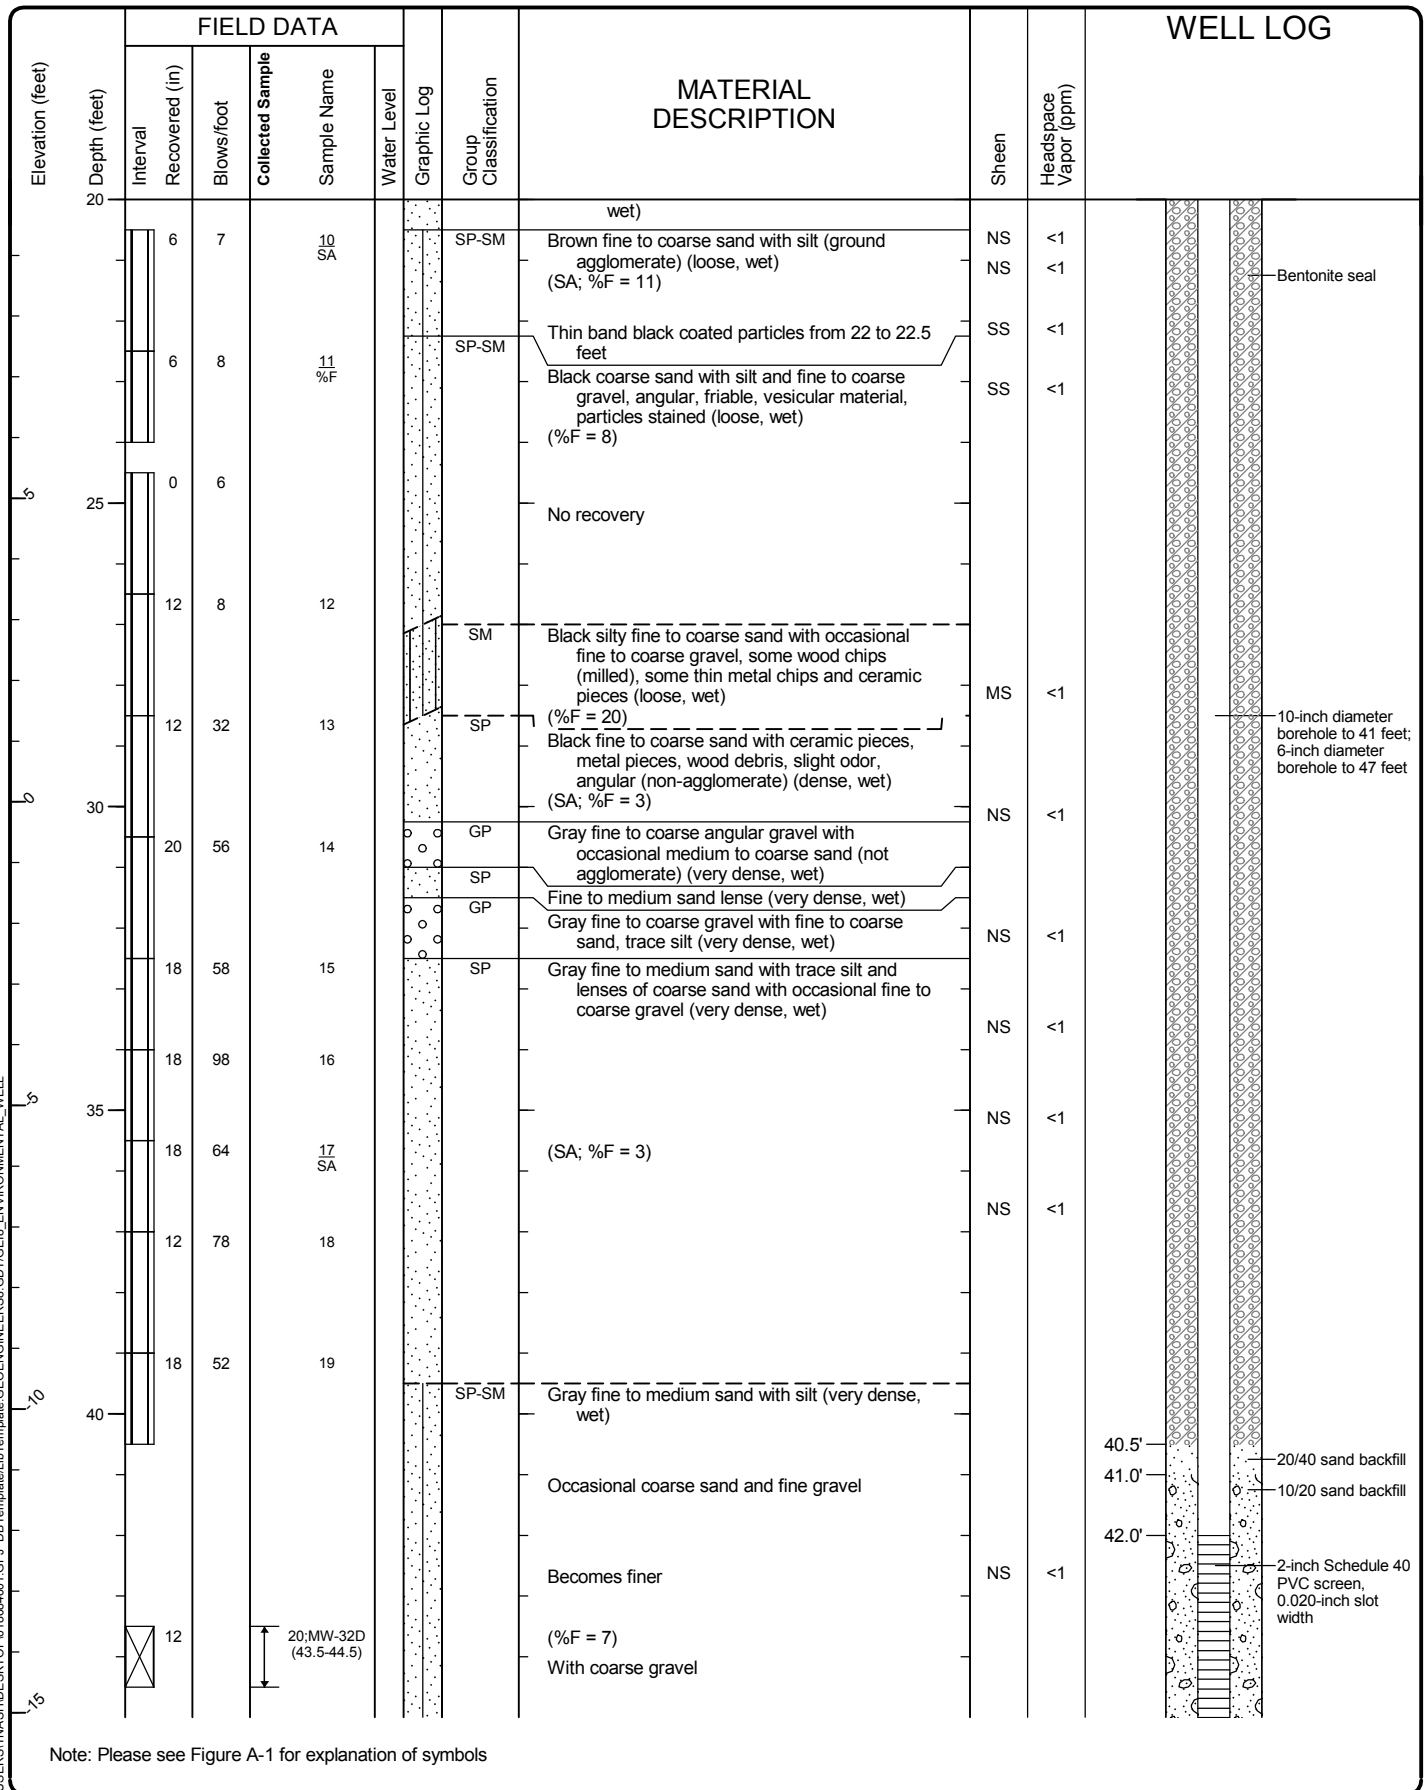 FIELD DATA
WELL LOG
Elevation (feet)
Depth (feet)
Interval
Recovered (in)
Blows/foot
Collected Sample
Sample Name
Water Level
Graphic Log
Group
Classification
MATERIAL
DESCRIPTION
Sheen
Headspace
Vapor (ppm)
20
wet)
6 7 10 SP-SM Brown fine to coarse sand with silt (ground NS <1
SA agglomerate) (loose, wet)
NS <1
(SA; %F = 11)
Bentonite seal
Thin band black coated particles from 22 to 22.5 SS <1
feet
SP-SM
6 8 11
%F
Black coarse sand with silt and fine to coarse
gravel, angular, friable, vesicular material, SS <1
particles stained (loose, wet)
(%F = 8)
0 6
5
25
No recovery
12 8 12
SM Black silty fine to coarse sand with occasional
fine to coarse gravel, some wood chips
(milled), some thin metal chips and ceramic
pieces (loose, wet) MS <1
(%F = 20)
10-inch diameter
borehole to 41 feet;
6-inch diameter
borehole to 47 feet
12 32 13 SP
Black fine to coarse sand with ceramic pieces,
metal pieces, wood debris, slight odor,
angular (non-agglomerate) (dense, wet)
(SA; %F = 3)
0
30
NS <1
GP Gray fine to coarse angular gravel with
20 56 14 occasional medium to coarse sand (not
agglomerate) (very dense, wet)
SP
Fine to medium sand lense (very dense, wet)
GP
Gray fine to coarse gravel with fine to coarse
sand, trace silt (very dense, wet) NS <1
18 58 15 SP Gray fine to medium sand with trace silt and
lenses of coarse sand with occasional fine to
coarse gravel (very dense, wet)
NS <1
18 98 16
-5
35
NS <1
18 64 17 (SA; %F = 3)
SA
NS <1
12 78 18
18 52 19
SP-SM Gray fine to medium sand with silt (very dense,
wet)
-10
40
40.5'
20/40 sand backfill
41.0'
Occasional coarse sand and fine gravel
10/20 sand backfill
42.0'
Becomes finer NS <1
2-inch Schedule 40
PVC screen,
0.020-inch slot
width
12 20;MW-32D (%F = 7)
(43.5-44.5)
With coarse gravel
-15
Note: Please see Figure A-1 for explanation of symbols